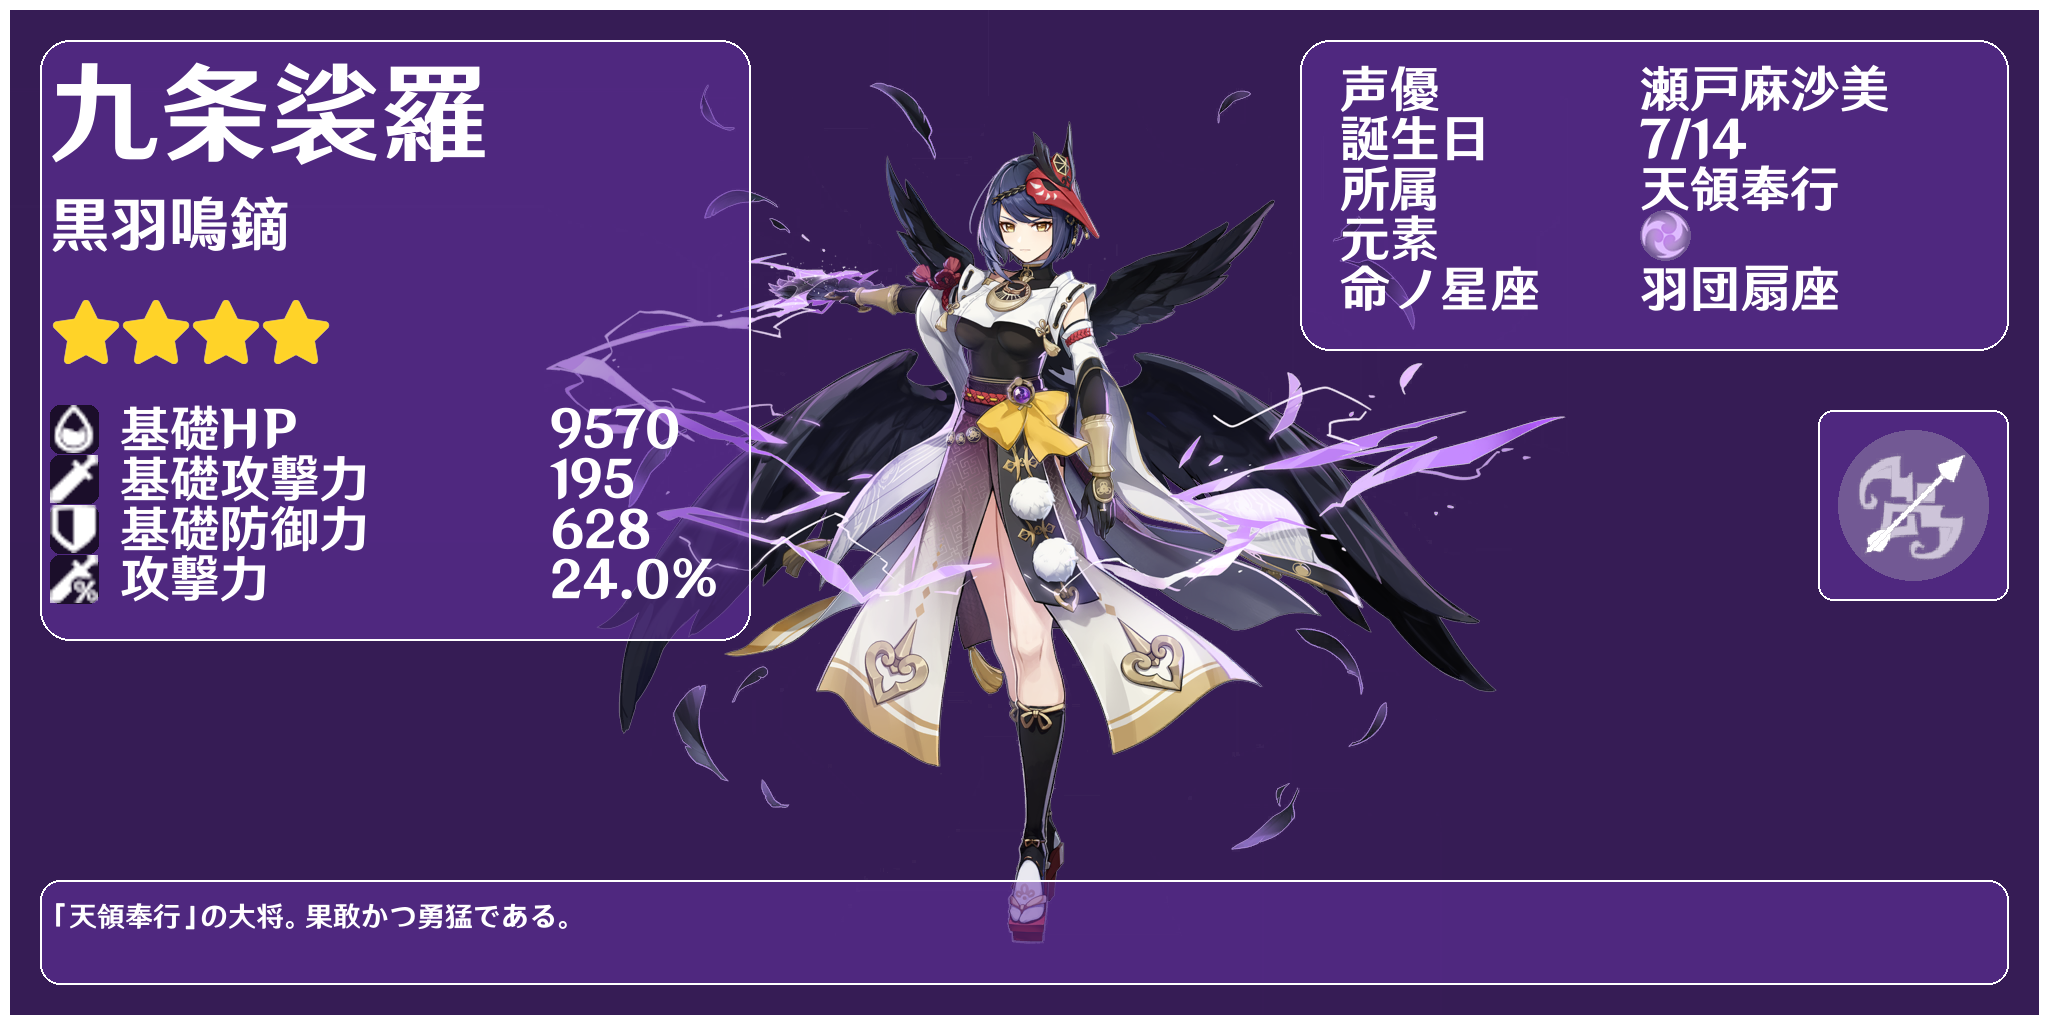 九条裟羅
黒羽鳴鏑
基礎HP 9570
基礎攻撃力 195
基礎防御力 628
攻撃力 24.0%
声優 瀬戸麻沙美
誕生日 7/14
所属 天領奉行
元素
命ノ星座 羽団扇座
「天領奉行」の大将。果敢かつ勇猛である。